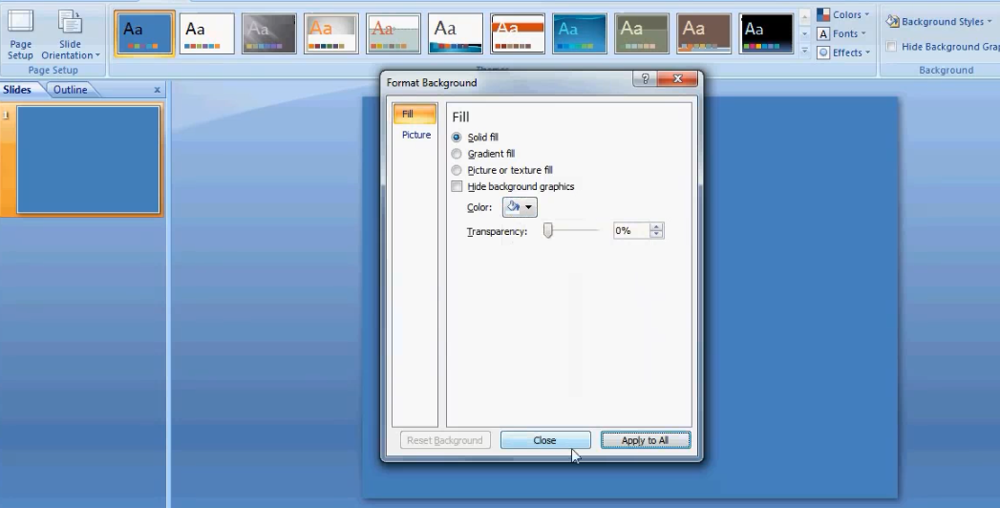 Aa Aa Aa Aa Aa Aa Aa Aa Aa Aa Aa
Page
Setup
Slide
Orientation
Page Setup
Themes
Colors
Fonts
Effects
Background Styles
Hide Background Grap
Background
Slides Outline x
1
Format Background
Fill
Picture
Fill
Solid fill
Gradient fill
Picture or texture fill
Hide background graphics
Color:
Transparency: 0%
Reset Background Close Apply to All